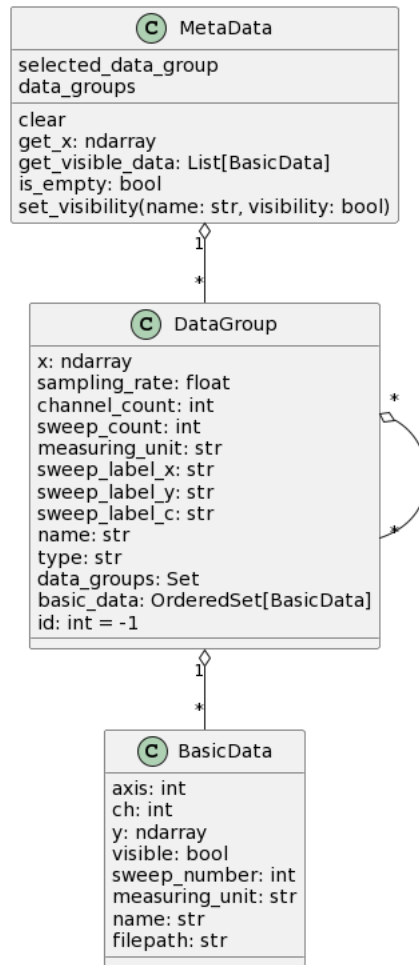 C MetaData
selected_data_group
data_groups
clear
get_x: ndarray
get_visible_data: List[BasicData]
is_empty: bool
set_visibility(name: str, visibility: bool)
1
*
C DataGroup
x: ndarray
sampling_rate: float
channel_count: int
sweep_count: int
measuring_unit: str
sweep_label_x: str
sweep_label_y: str
sweep_label_c: str
name: str
type: str
data_groups: Set
basic_data: OrderedSet[BasicData]
id: int = -1
*
*
1
*
C BasicData
axis: int
ch: int
y: ndarray
visible: bool
sweep_number: int
measuring_unit: str
name: str
filepath: str